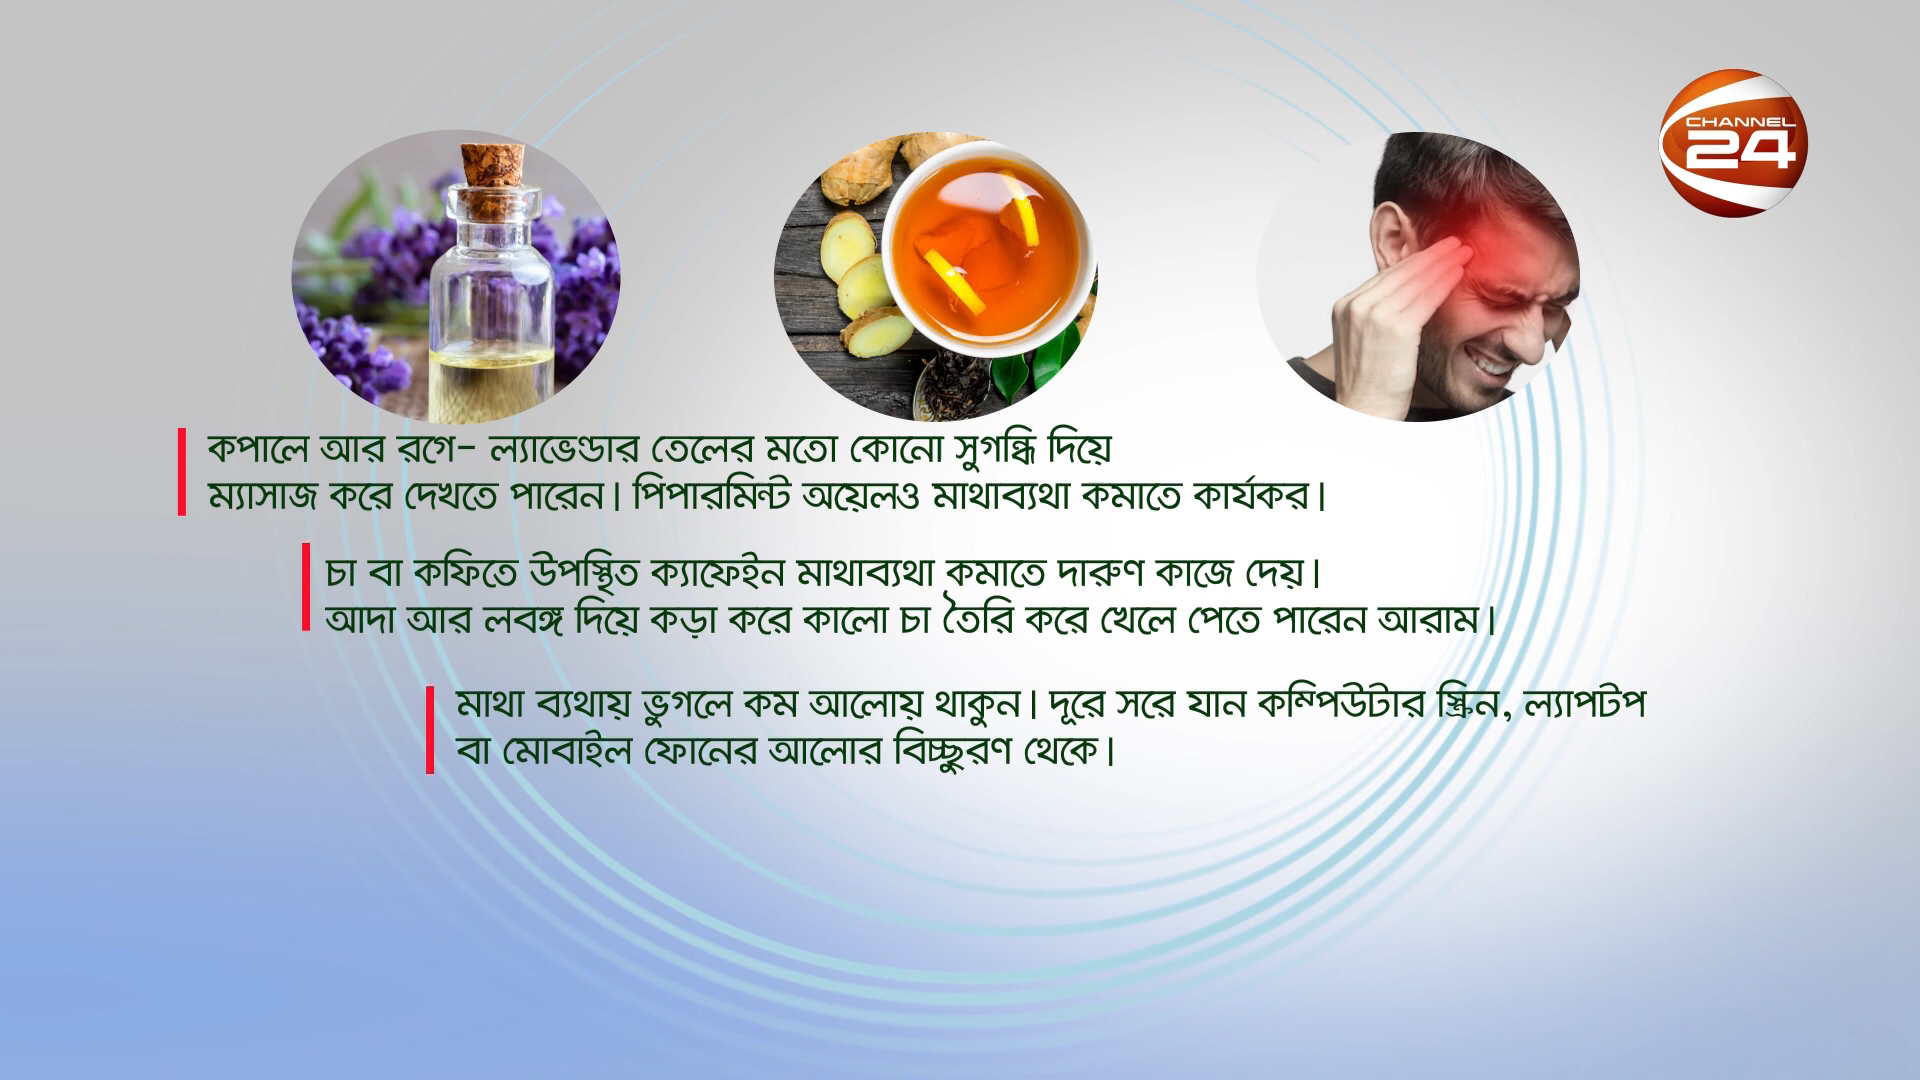 CHANNEL
24
কপালে আর রগে- ল্যাভেণ্ডার তেলের মতো কোনো সুগন্ধি দিয়ে
ম্যাসাজ করে দেখতে পারেন। পিপারমিন্ট অয়েলও মাথাব্যথা কমাতে কার্যকর।
চা বা কফিতে উপস্থিত ক্যাফেইন মাথাব্যথা কমাতে দারুণ কাজে দেয়।
আদা আর লবঙ্গ দিয়ে কড়া করে কালো চা তৈরি করে খেলে পেতে পারেন আরাম।
মাথা ব্যথায় ভুগলে কম আলোয় থাকুন। দূরে সরে যান কম্পিউটার স্ক্রিন, ল্যাপটপ
বা মোবাইল ফোনের আলোর বিচ্ছুরণ থেকে।